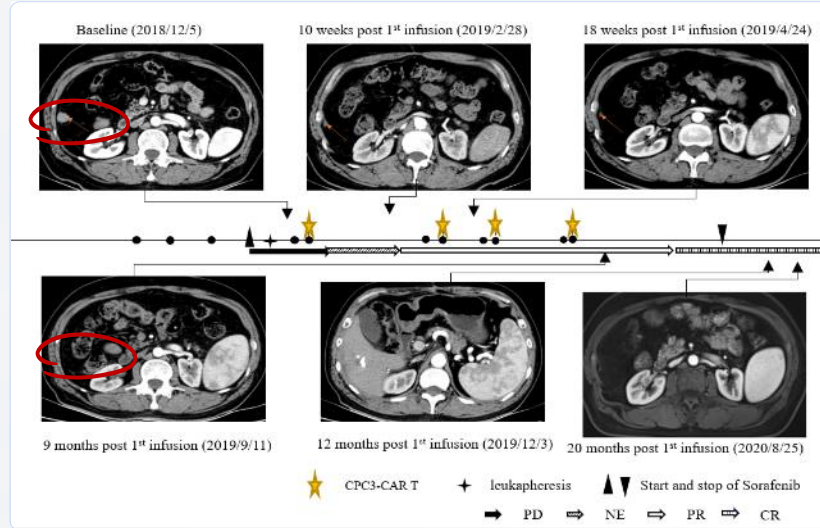 Baseline (2018/12/5)
10 weeks post 1st infusion (2019/2/28)
18 weeks post 1st infusion (2019/4/24)
9 months post 1st infusion (2019/9/11)
12 months post 1st infusion (2019/12/3)
20 months post 1st infusion (2020/8/25)
CPC3-CAR T
leukapheresis
Start and stop of Sorafenib
PD
NE
PR
CR